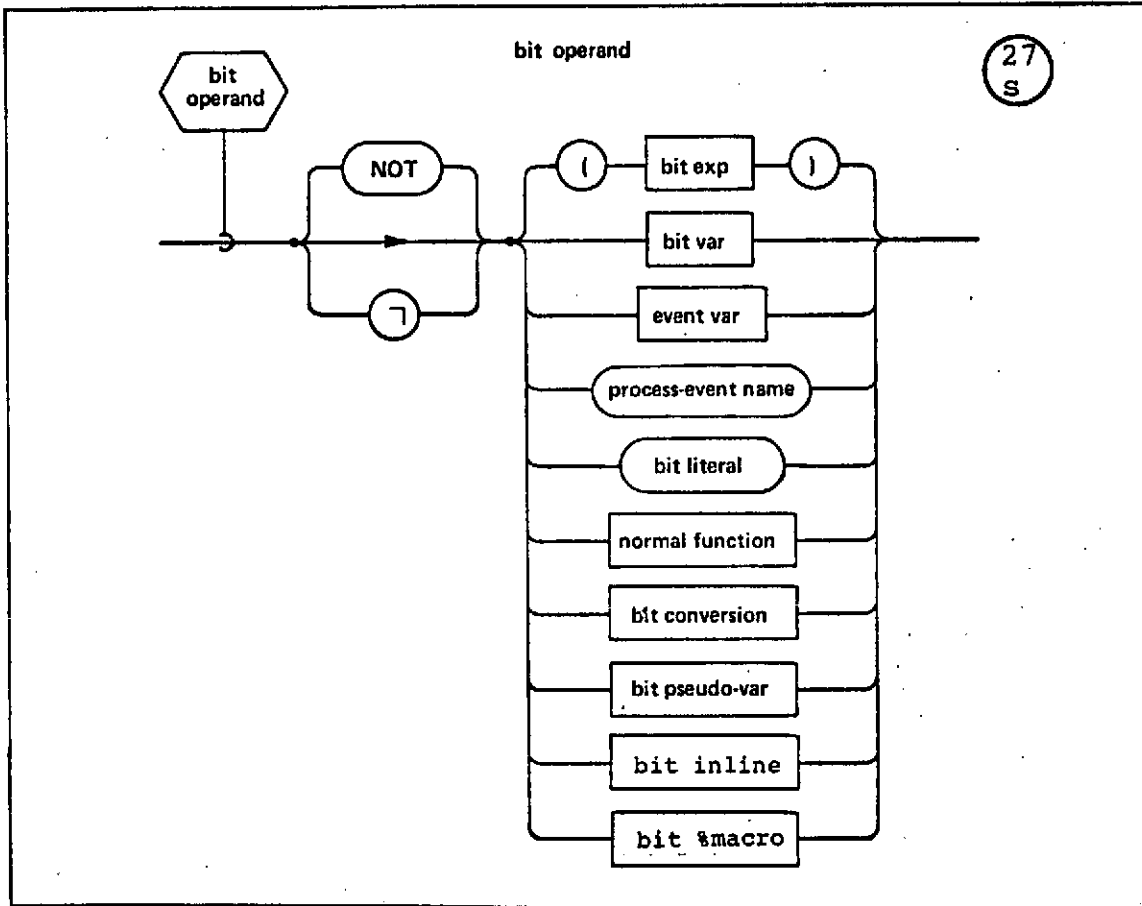 bit operand
27
S
bit
operand
NOT
( bit exp )
bit var
¬
event var
process-event name
bit literal
normal function
bit conversion
bit pseudo-var
bit inline
bit %macro